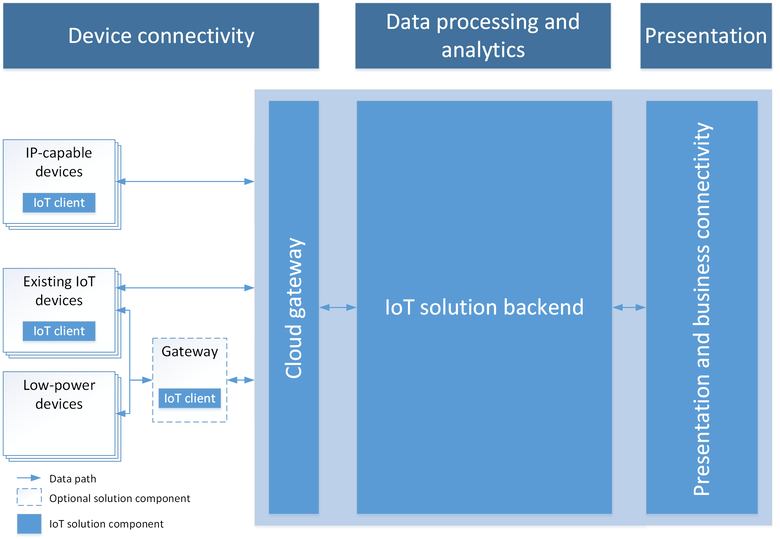 Device connectivity
Data processing and
analytics
Presentation
IP-capable
devices
IoT client
Existing IoT
devices
IoT client
Gateway
IoT client
Low-power
devices
Cloud gateway
IoT solution backend
Presentation and business connectivity
Data path
Optional solution component
IoT solution component